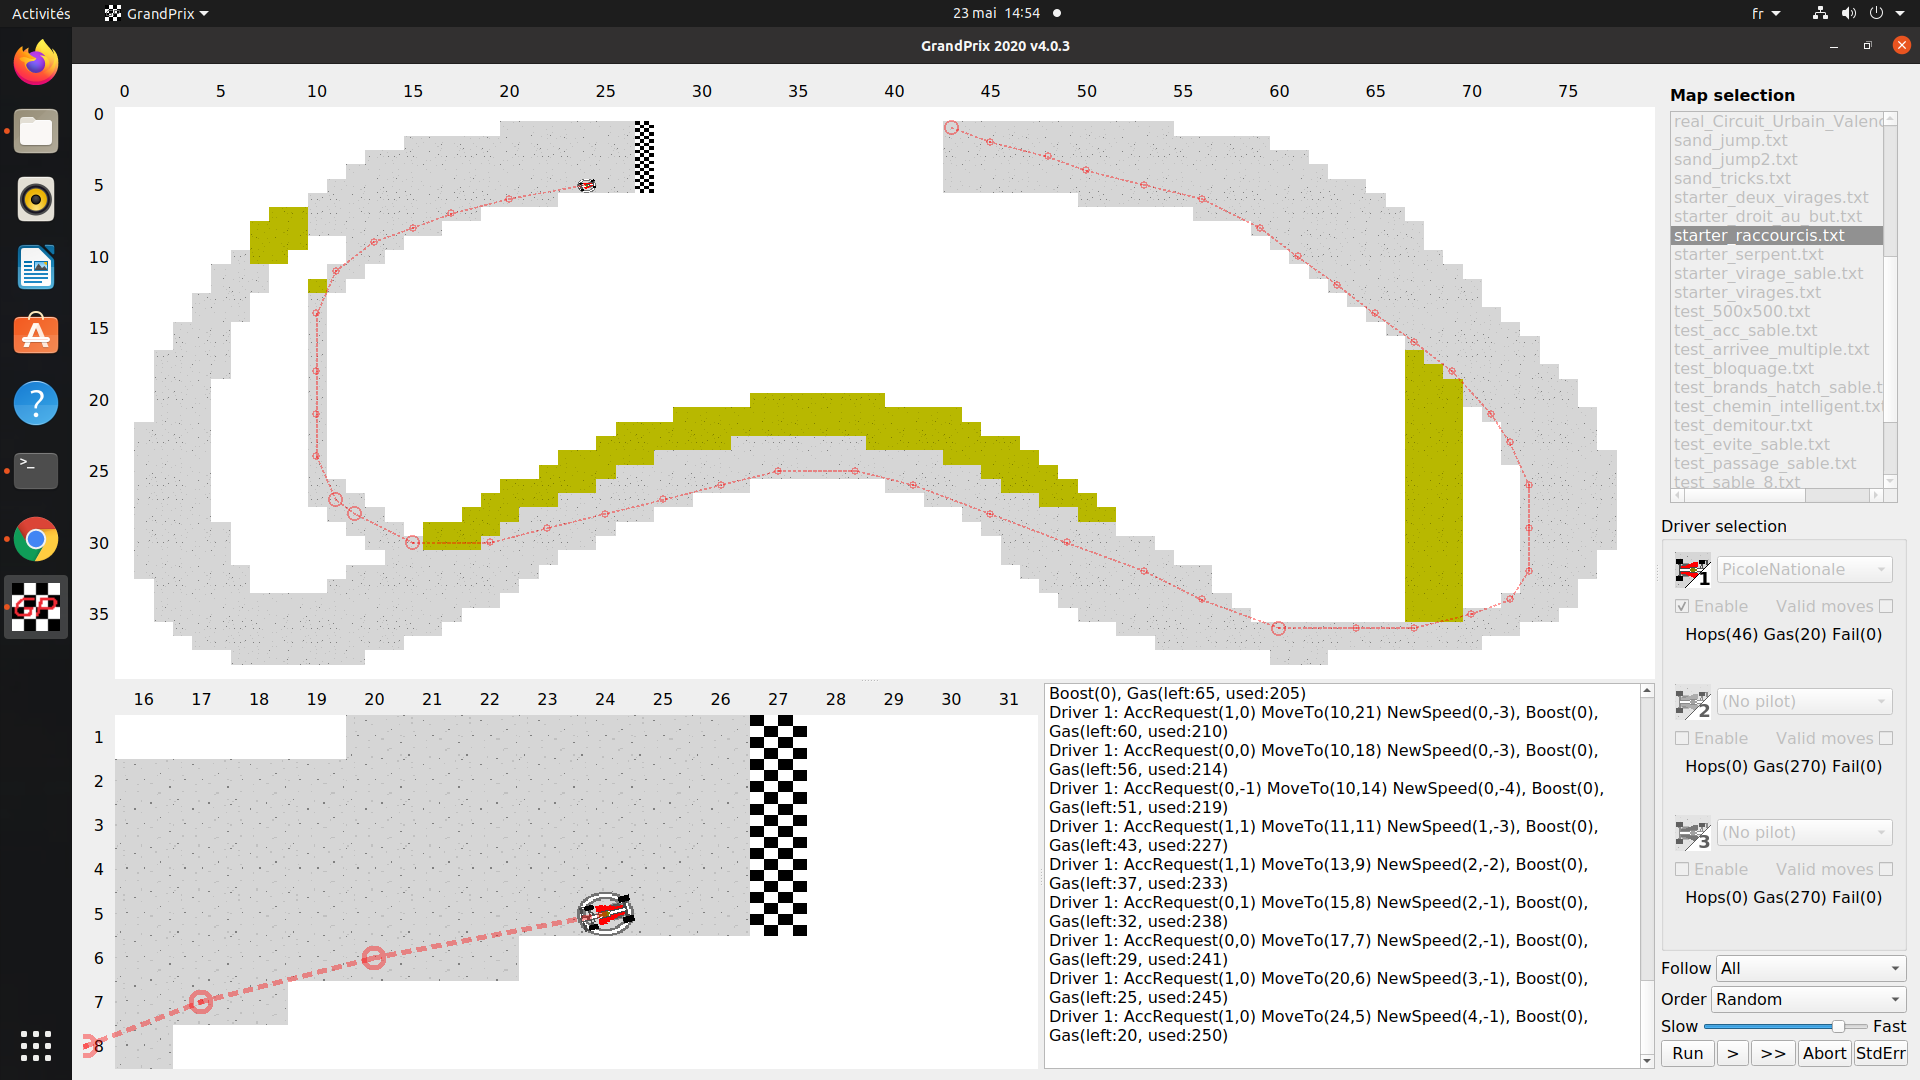 Activités GrandPrix 23 mai 14:54 fr
GrandPrix 2020 v4.0.3
0 5 10 15 20 25 30 35 40 45 50 55 60 65 70 75
0
5
10
15
20
25
30
35
Map selection
real_Circuit_Urbain_Valenc
sand_jump.txt
sand_jump2.txt
sand_tricks.txt
starter_deux_virages.txt
starter_droit_au_but.txt
starter_raccourcis.txt
starter_serpent.txt
starter_virage_sable.txt
starter_virages.txt
test_500x500.txt
test_acc_sable.txt
test_arrivee_multiple.txt
test_bloquage.txt
test_brands_hatch_sable.t
test_chemin_intelligent.txt
test_demitour.txt
test_evite_sable.txt
test_passage_sable.txt
test_sable_8.txt
Driver selection
1 PicoleNationale
Enable Valid moves
Hops(46) Gas(20) Fail(0)
2 (No pilot)
Enable Valid moves
Hops(0) Gas(270) Fail(0)
3 (No pilot)
Enable Valid moves
Hops(0) Gas(270) Fail(0)
Follow All
Order Random
Slow Fast
Run > >> Abort StdErr
16 17 18 19 20 21 22 23 24 25 26 27 28 29 30 31
1
2
3
4
5
6
7
8
Boost(0), Gas(left:65, used:205)
Driver 1: AccRequest(1,0) MoveTo(10,21) NewSpeed(0,-3), Boost(0),
Gas(left:60, used:210)
Driver 1: AccRequest(0,0) MoveTo(10,18) NewSpeed(0,-3), Boost(0),
Gas(left:56, used:214)
Driver 1: AccRequest(0,-1) MoveTo(10,14) NewSpeed(0,-4), Boost(0),
Gas(left:51, used:219)
Driver 1: AccRequest(1,1) MoveTo(11,11) NewSpeed(1,-3), Boost(0),
Gas(left:43, used:227)
Driver 1: AccRequest(1,1) MoveTo(13,9) NewSpeed(2,-2), Boost(0),
Gas(left:37, used:233)
Driver 1: AccRequest(0,1) MoveTo(15,8) NewSpeed(2,-1), Boost(0),
Gas(left:32, used:238)
Driver 1: AccRequest(0,0) MoveTo(17,7) NewSpeed(2,-1), Boost(0),
Gas(left:29, used:241)
Driver 1: AccRequest(1,0) MoveTo(20,6) NewSpeed(3,-1), Boost(0),
Gas(left:25, used:245)
Driver 1: AccRequest(1,0) MoveTo(24,5) NewSpeed(4,-1), Boost(0),
Gas(left:20, used:250)
GP